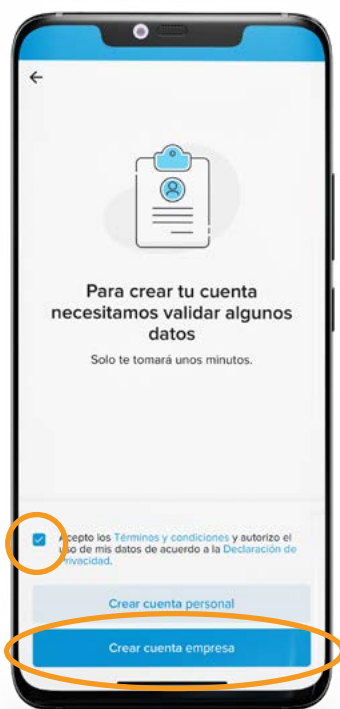 Para crear tu cuenta
necesitamos validar algunos
datos
Solo te tomará unos minutos.
Acepto los Términos y condiciones y autorizo el
uso de mis datos de acuerdo a la Declaración de
Privacidad.
Crear cuenta personal
Crear cuenta empresa